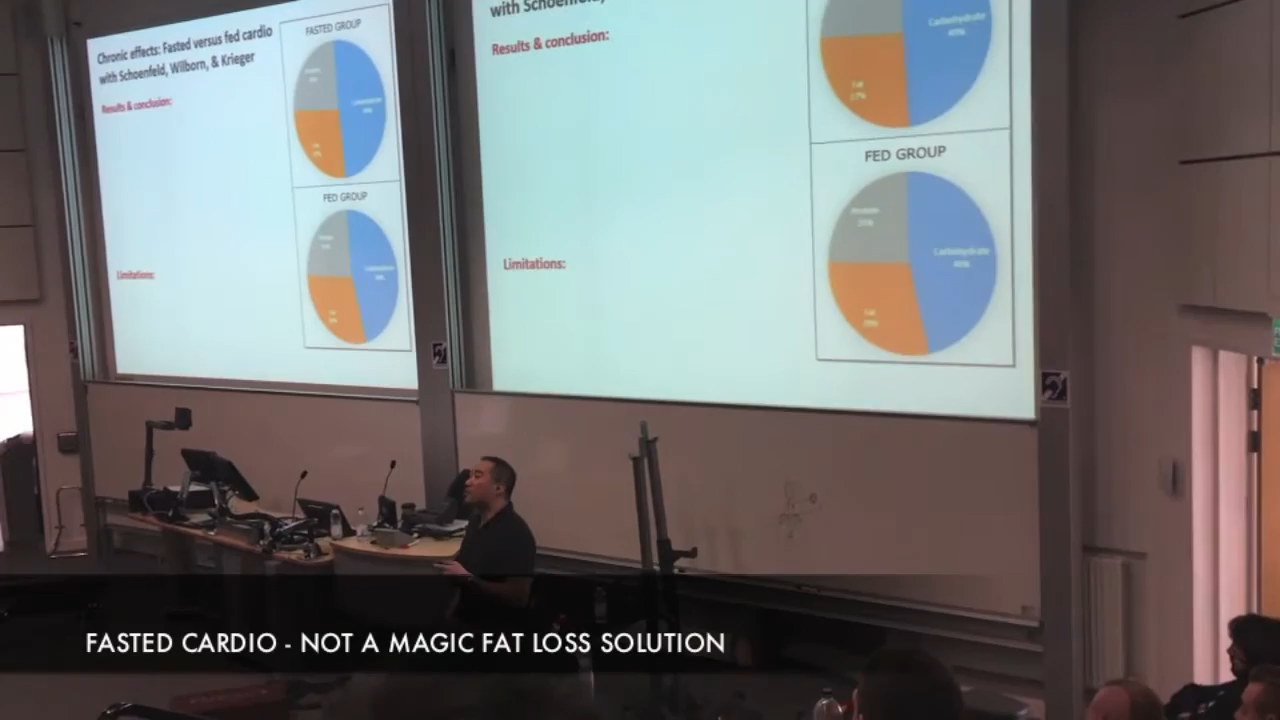 Chronic effects: Fasted versus fed cardio
with Schoenfeld, Wilborn, & Krieger
Results & conclusion:
Limitations:
FASTED GROUP
FED GROUP
with Schoenfeld,
Results & conclusion:
Limitations:
Carbohydrate
Fat
FED GROUP
Protein
25%
Carbohydrate
Fat
FASTED CARDIO - NOT A MAGIC FAT LOSS SOLUTION